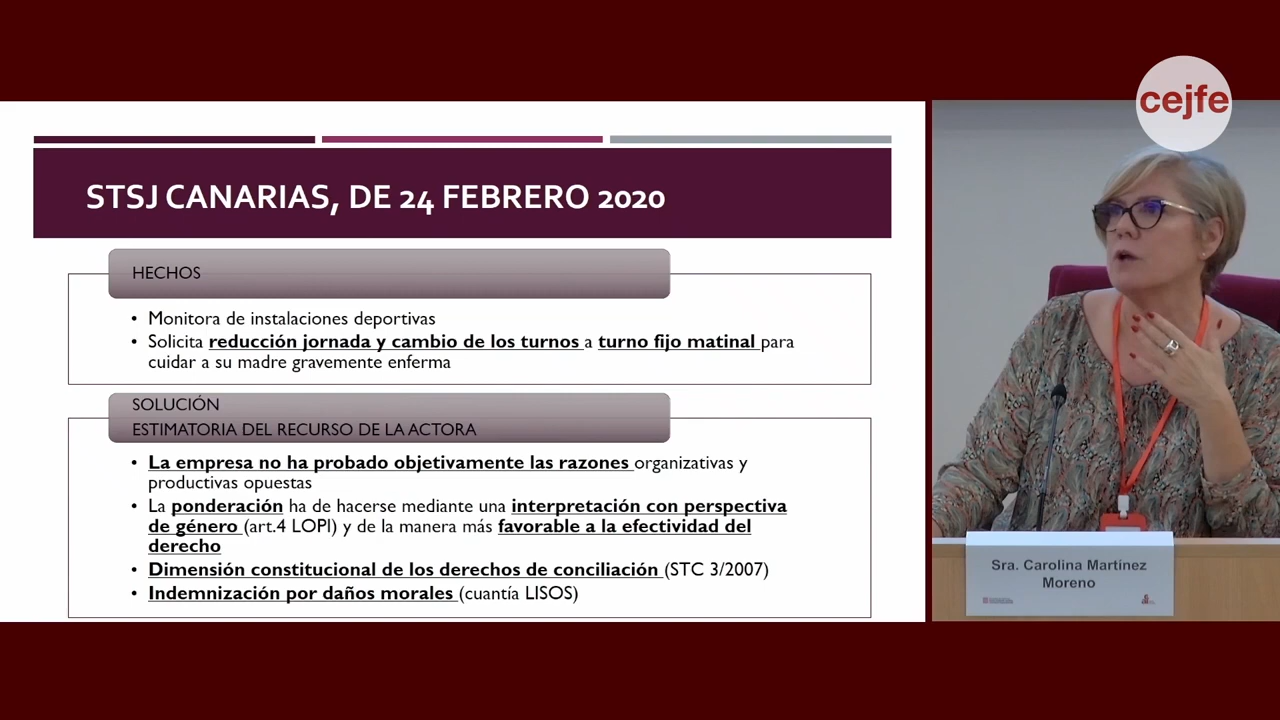 cejfe
STSJ CANARIAS, DE 24 FEBRERO 2020
HECHOS
• Monitora de instalaciones deportivas
• Solicita reducción jornada y cambio de los turnos a turno fijo matinal para
cuidar a su madre gravemente enferma
SOLUCIÓN
ESTIMATORIA DEL RECURSO DE LA ACTORA
• La empresa no ha probado objetivamente las razones organizativas y
productivas opuestas
• La ponderación ha de hacerse mediante una interpretación con perspectiva
de género (art.4 LOPI) y de la manera más favorable a la efectividad del
derecho
• Dimensión constitucional de los derechos de conciliación (STC 3/2007)
• Indemnización por daños morales (cuantía LISOS)
Sra. Carolina Martínez
Moreno